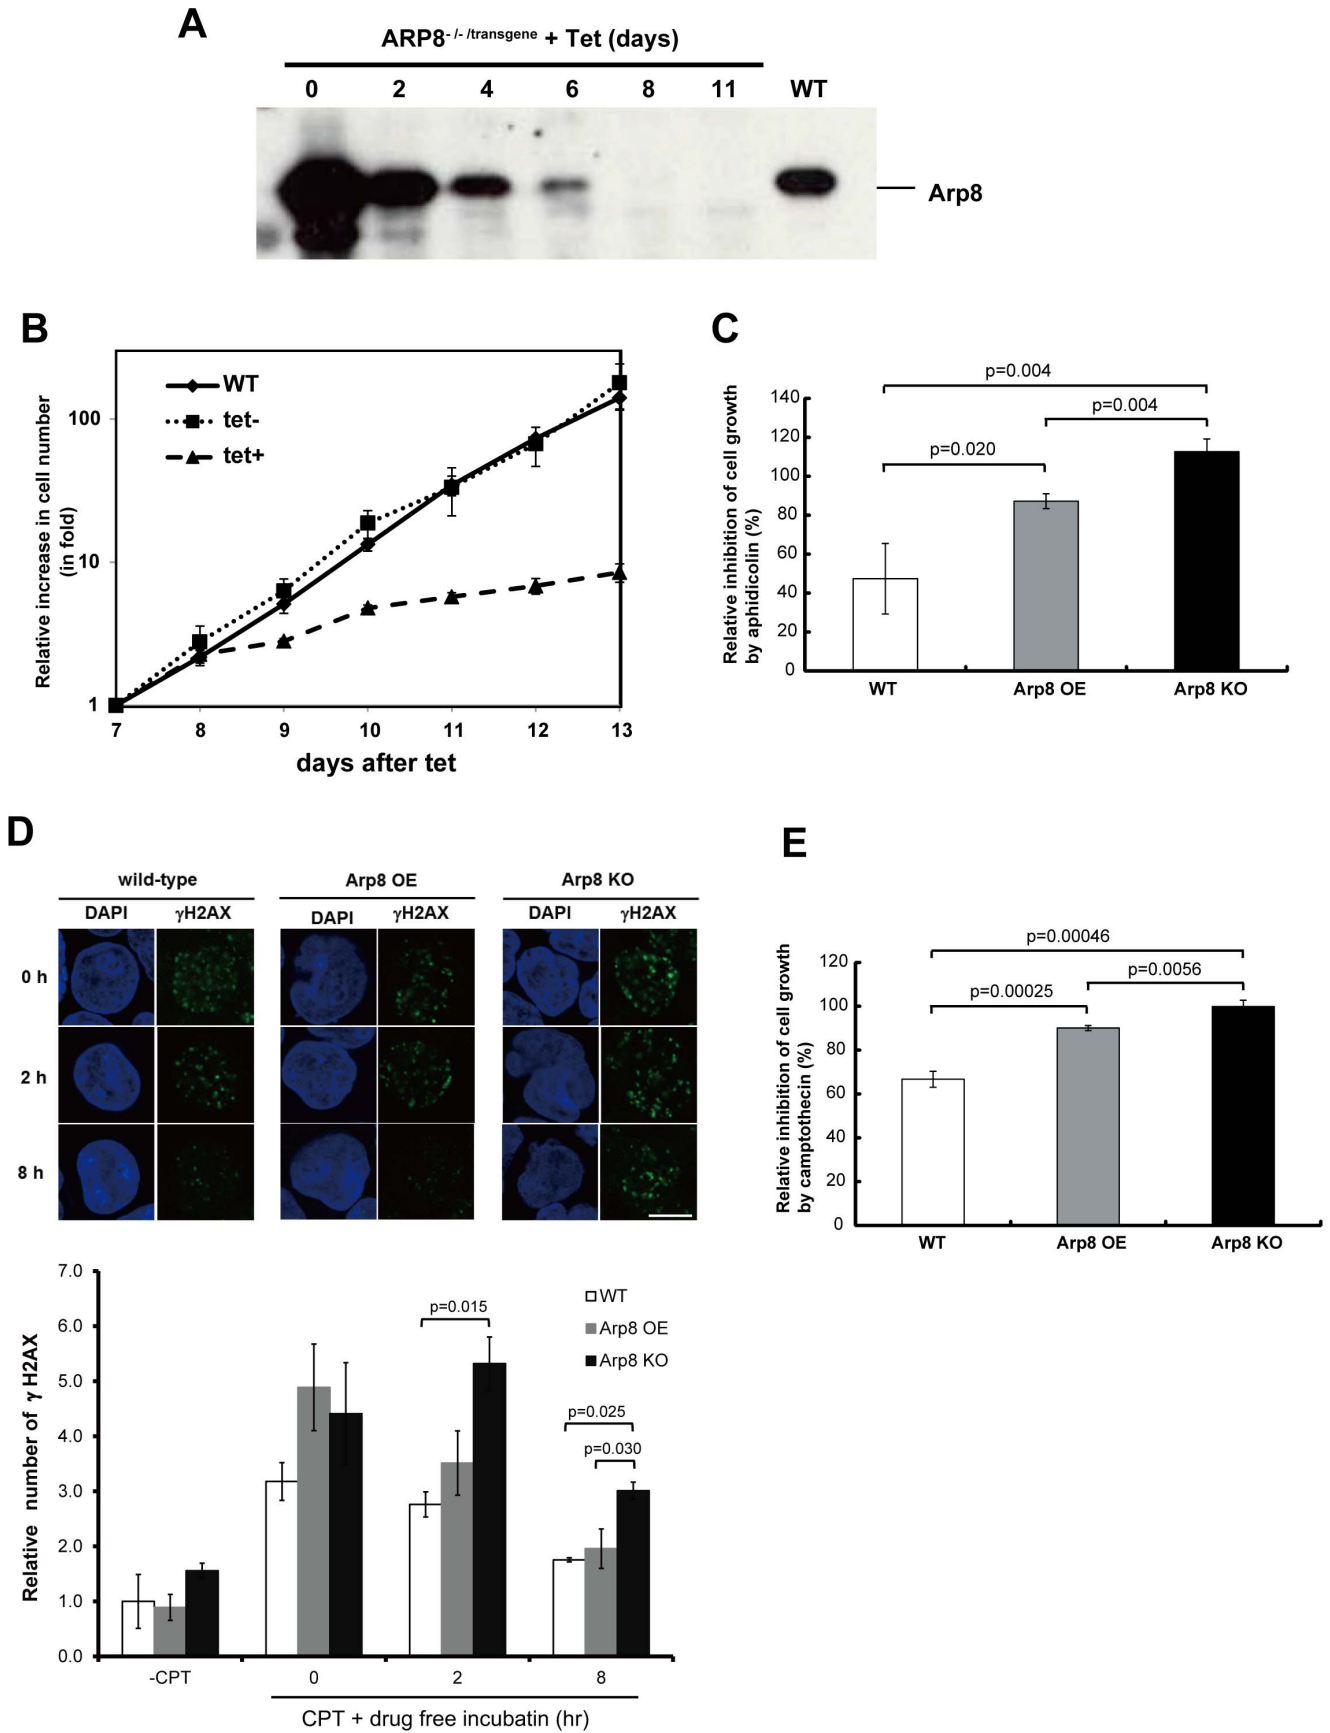 A
ARP8- /- /transgene + Tet (days)
0 2 4 6 8 11 WT
Arp8
B
Relative increase in cell number
(in fold)
WT
tet-
tet+
100
10
1
7 8 9 10 11 12 13
days after tet
C
Relative inhibition of cell growth
by aphidicolin (%)
p=0.004
p=0.004
p=0.020
140
120
100
80
60
40
20
0
WT Arp8 OE Arp8 KO
D
wild-type Arp8 OE Arp8 KO
DAPI γH2AX DAPI γH2AX DAPI γH2AX
0 h
2 h
8 h
Relative number of γ H2AX
7.0
6.0
5.0
4.0
3.0
2.0
1.0
0.0
WT
Arp8 OE
Arp8 KO
p=0.015
p=0.025
p=0.030
-CPT 0 2 8
CPT + drug free incubatin (hr)
E
Relative inhibition of cell growth
by camptothecin (%)
p=0.00046
p=0.0056
p=0.00025
120
100
80
60
40
20
0
WT Arp8 OE Arp8 KO